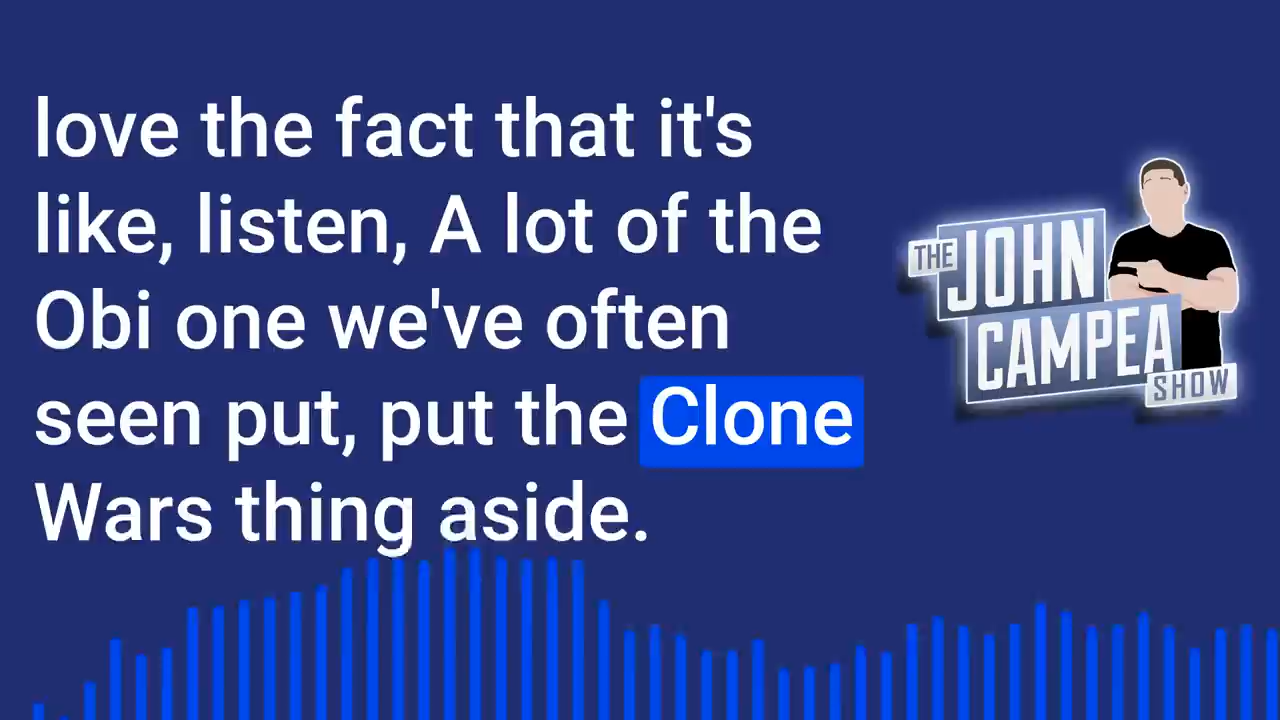 love the fact that it's
like, listen, A lot of the
Obi one we've often
seen put, put the Clone
Wars thing aside.
THE
JOHN
CAMPEA
SHOW